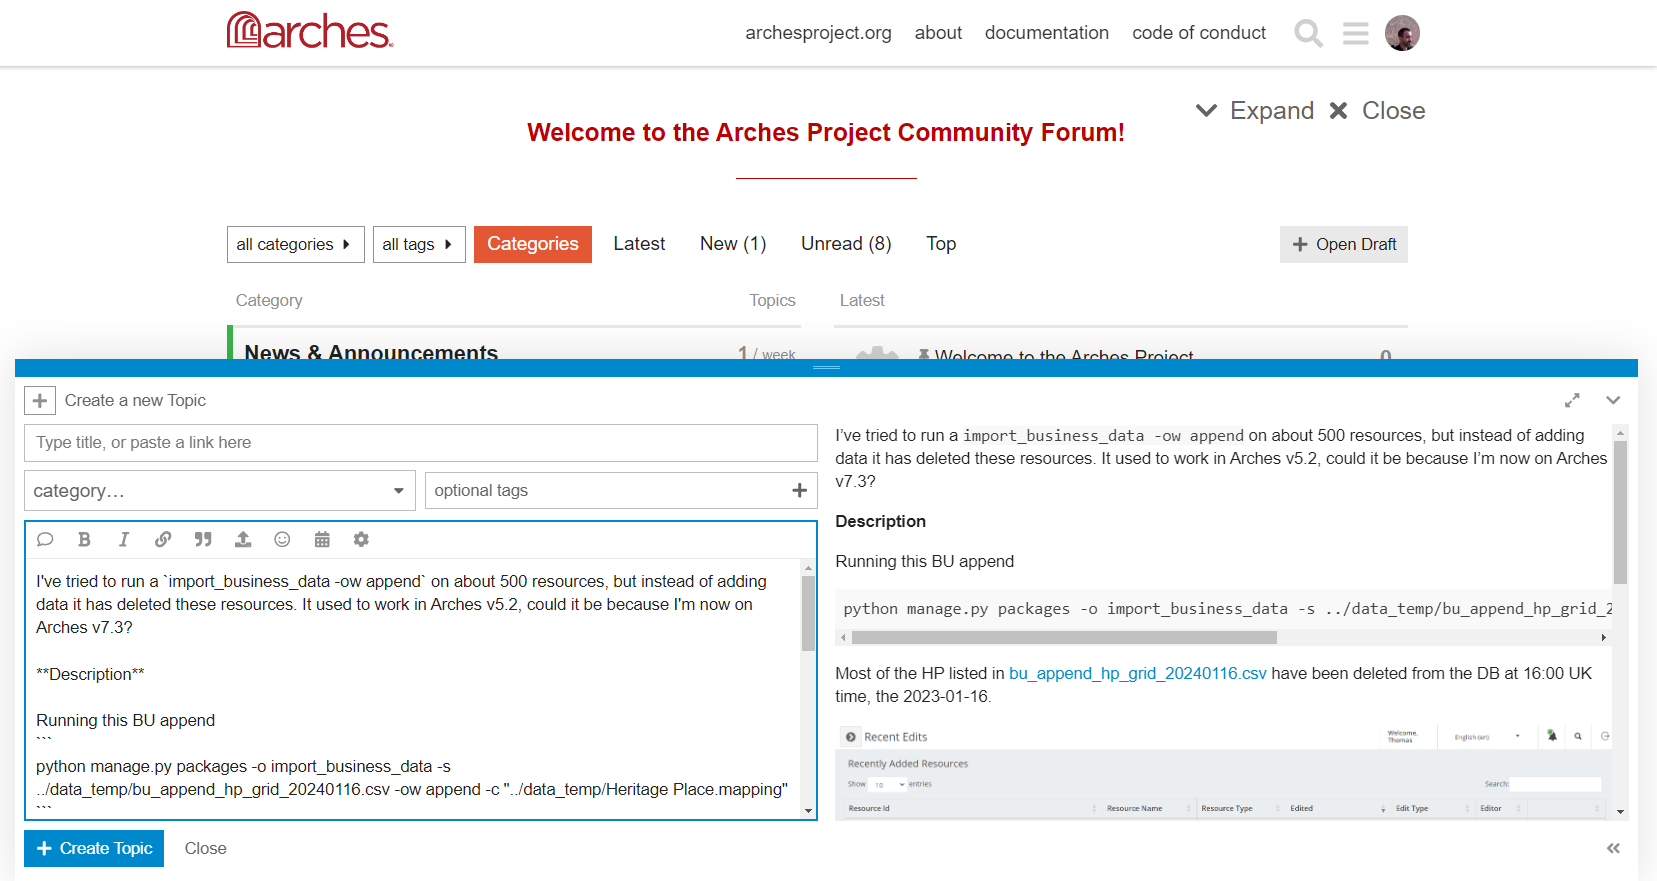 arches
archesproject.org about documentation code of conduct
Expand Close
Welcome to the Arches Project Community Forum!
all categories all tags Categories Latest New (1) Unread (8) Top Open Draft
Category Topics Latest
News & Announcements 1 / week Welcome to the Arches Project 0
Create a new Topic
Type title, or paste a link here
category… optional tags
I've tried to run a `import_business_data -ow append` on about 500 resources, but instead of adding
data it has deleted these resources. It used to work in Arches v5.2, could it be because I'm now on
Arches v7.3?
**Description**
Running this BU append
```
python manage.py packages -o import_business_data -s
../data_temp/bu_append_hp_grid_20240116.csv -ow append -c "../data_temp/Heritage Place.mapping"
```
Create Topic Close
I’ve tried to run a import_business_data -ow append on about 500 resources, but instead of adding
data it has deleted these resources. It used to work in Arches v5.2, could it be because I’m now on Arches
v7.3?
Description
Running this BU append
python manage.py packages -o import_business_data -s ../data_temp/bu_append_hp_grid_2
Most of the HP listed in bu_append_hp_grid_20240116.csv have been deleted from the DB at 16:00 UK
time, the 2023-01-16.
Recent Edits Welcome, English (en)
Thomas
Recently Added Resources
Show 10 entries Search:
Resource Id Resource Name Resource Type Edited Edit Type Editor